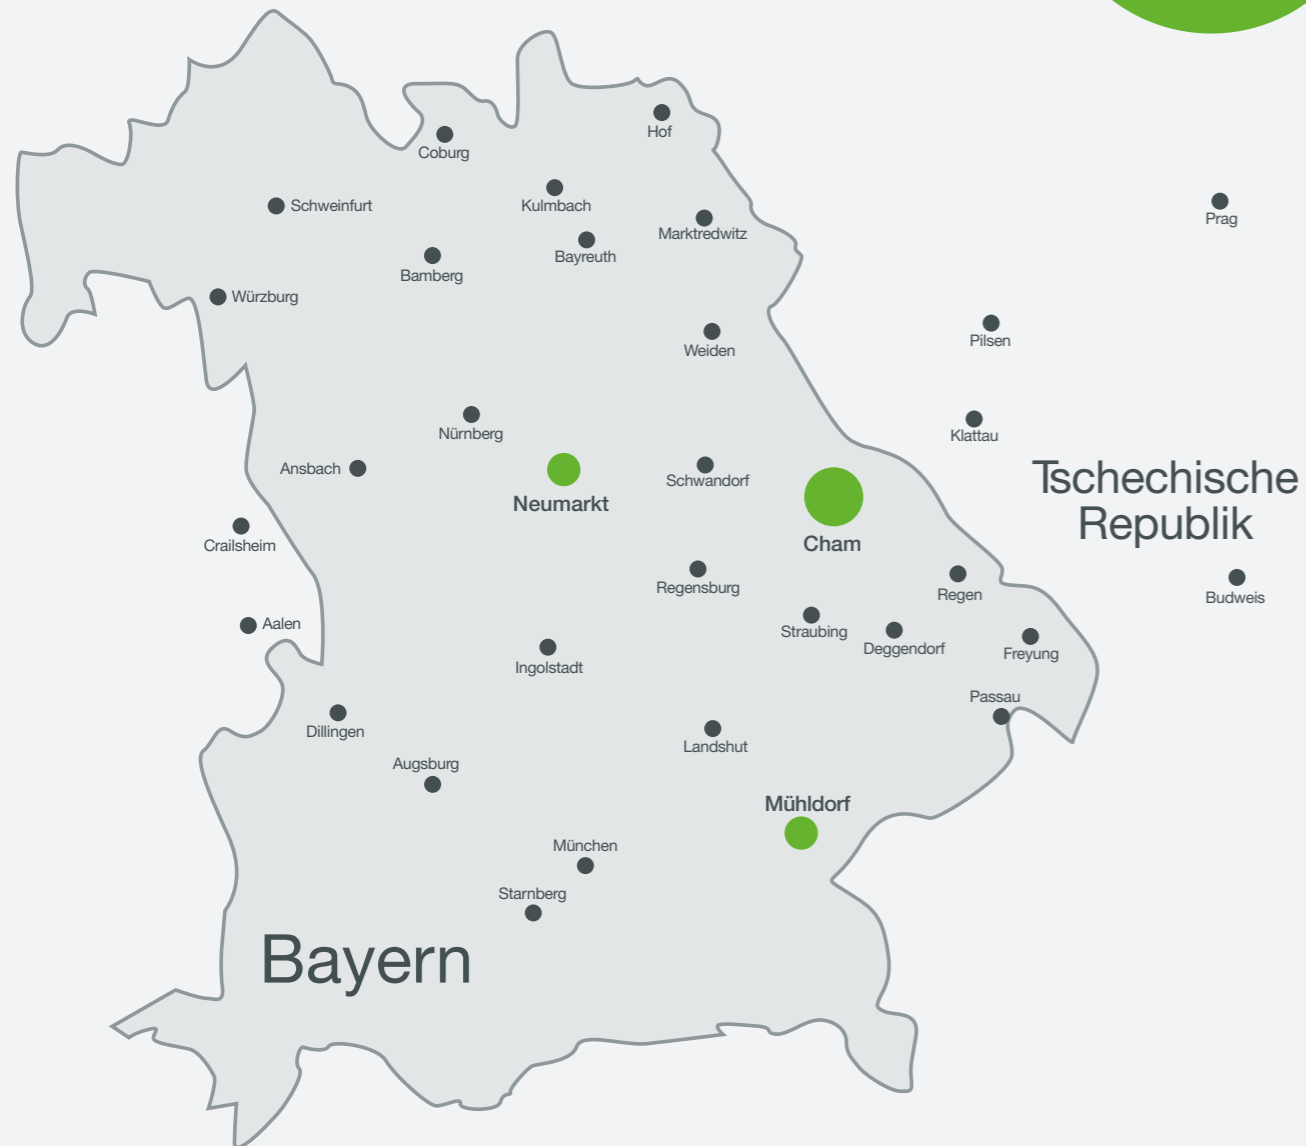 Hof
Coburg
Schweinfurt
Kulmbach
Prag
Marktredwitz
Bayreuth
Bamberg
Würzburg
Pilsen
Weiden
Nürnberg
Klattau
Ansbach
Schwandorf
Tschechische
Republik
Neumarkt
Crailsheim
Cham
Regensburg
Regen
Budweis
Aalen
Straubing
Deggendorf
Freyung
Ingolstadt
Passau
Dillingen
Landshut
Augsburg
Mühldorf
München
Starnberg
Bayern